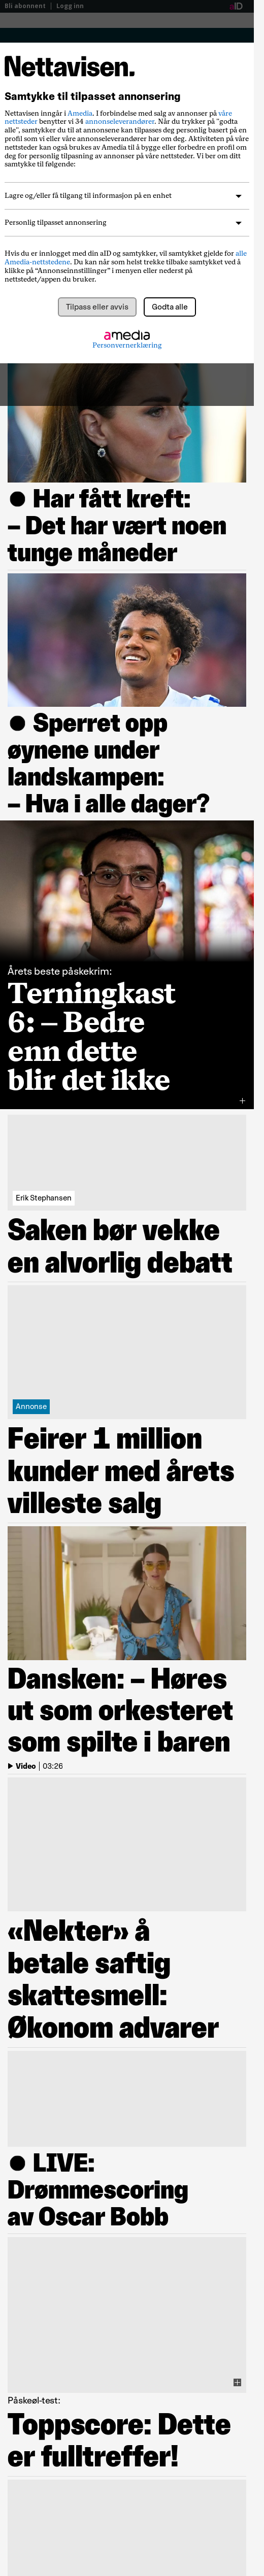 Bli abonnent | Logg inn
aID
Nettavisen.
Samtykke til tilpasset annonsering
Nettavisen inngår i Amedia. I forbindelse med salg av annonser på våre
nettsteder benytter vi 34 annonseleverandører. Når du trykker på "godta
alle", samtykker du til at annonsene kan tilpasses deg personlig basert på en
profil som vi eller våre annonseleverandører har om deg. Aktiviteten på våre
nettsteder kan også brukes av Amedia til å bygge eller forbedre en profil om
deg for personlig tilpasning av annonser på våre nettsteder. Vi ber om ditt
samtykke til følgende:
Lagre og/eller få tilgang til informasjon på en enhet
Personlig tilpasset annonsering
Hvis du er innlogget med din aID og samtykker, vil samtykket gjelde for alle
Amedia-nettstedene. Du kan når som helst trekke tilbake samtykket ved å
klikke på “Annonseinnstillinger” i menyen eller nederst på
nettstedet/appen du bruker.
Tilpass eller avvis
Godta alle
amedia
Personvernerklæring
● Har fått kreft:
– Det har vært noen
tunge måneder
● Sperret opp
øynene under
landskampen:
– Hva i alle dager?
Årets beste påskekrim:
Terningkast
6: – Bedre
enn dette
blir det ikke
Erik Stephansen
Saken bør vekke
en alvorlig debatt
Annonse
Feirer 1 million
kunder med årets
villeste salg
Dansken: – Høres
ut som orkesteret
som spilte i baren
Video | 03:26
«Nekter» å
betale saftig
skattesmell:
Økonom advarer
● LIVE:
Drømmescoring
av Oscar Bobb
Påskeøl-test:
Toppscore: Dette
er fulltreffer!